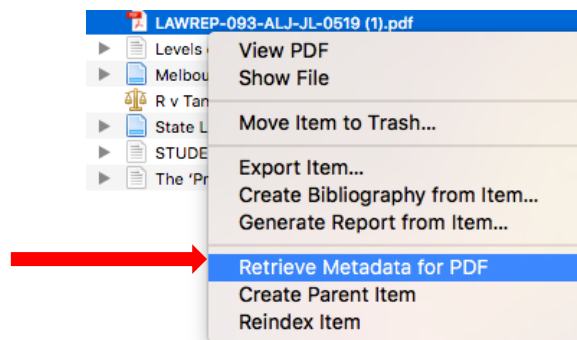 LAWREP-093-ALJ-JL-0519 (1).pdf
Levels
View PDF
Melbou
Show File
R v Tan
Move Item to Trash...
State L
STUDE
Export Item...
The ‘Pr
Create Bibliography from Item...
Generate Report from Item...
Retrieve Metadata for PDF
Create Parent Item
Reindex Item